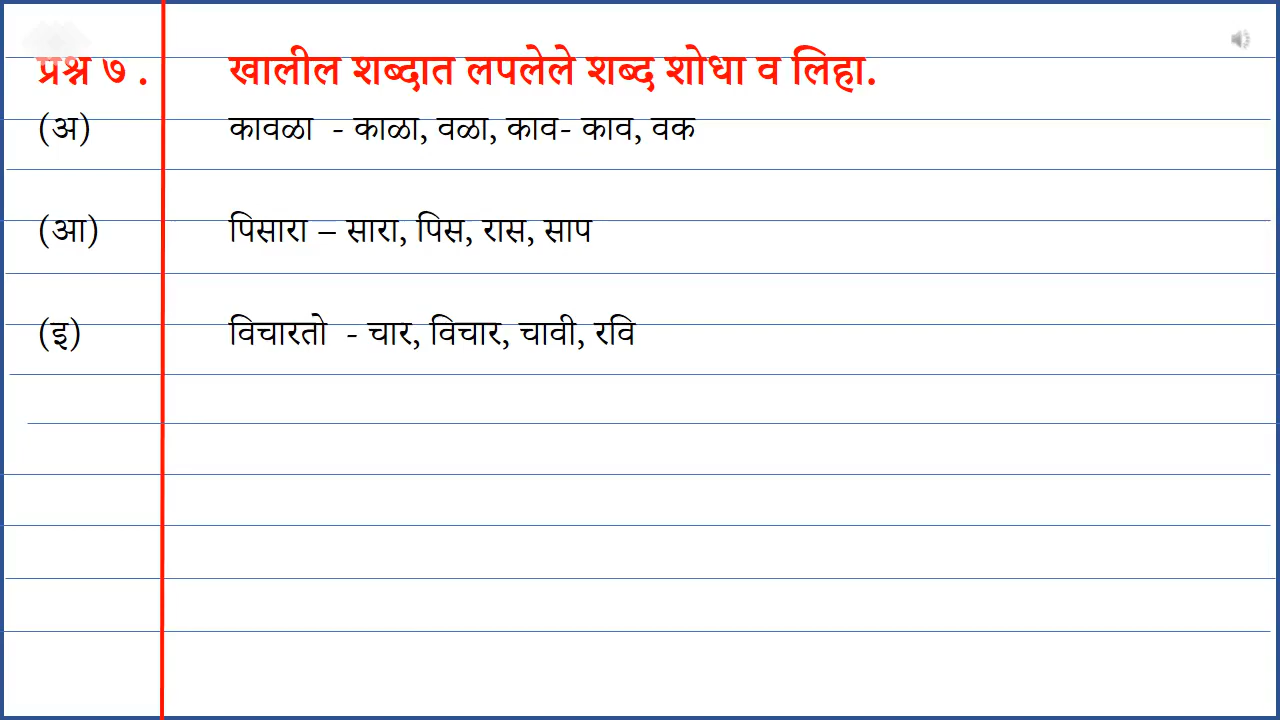 प्रश्न ७ . खालील शब्दात लपलेले शब्द शोधा व लिहा.
(अ) कावळा - काळा, वळा, काव- काव, वक
(आ) पिसारा – सारा, पिस, रास, साप
(इ) विचारतो - चार, विचार, चावी, रवि